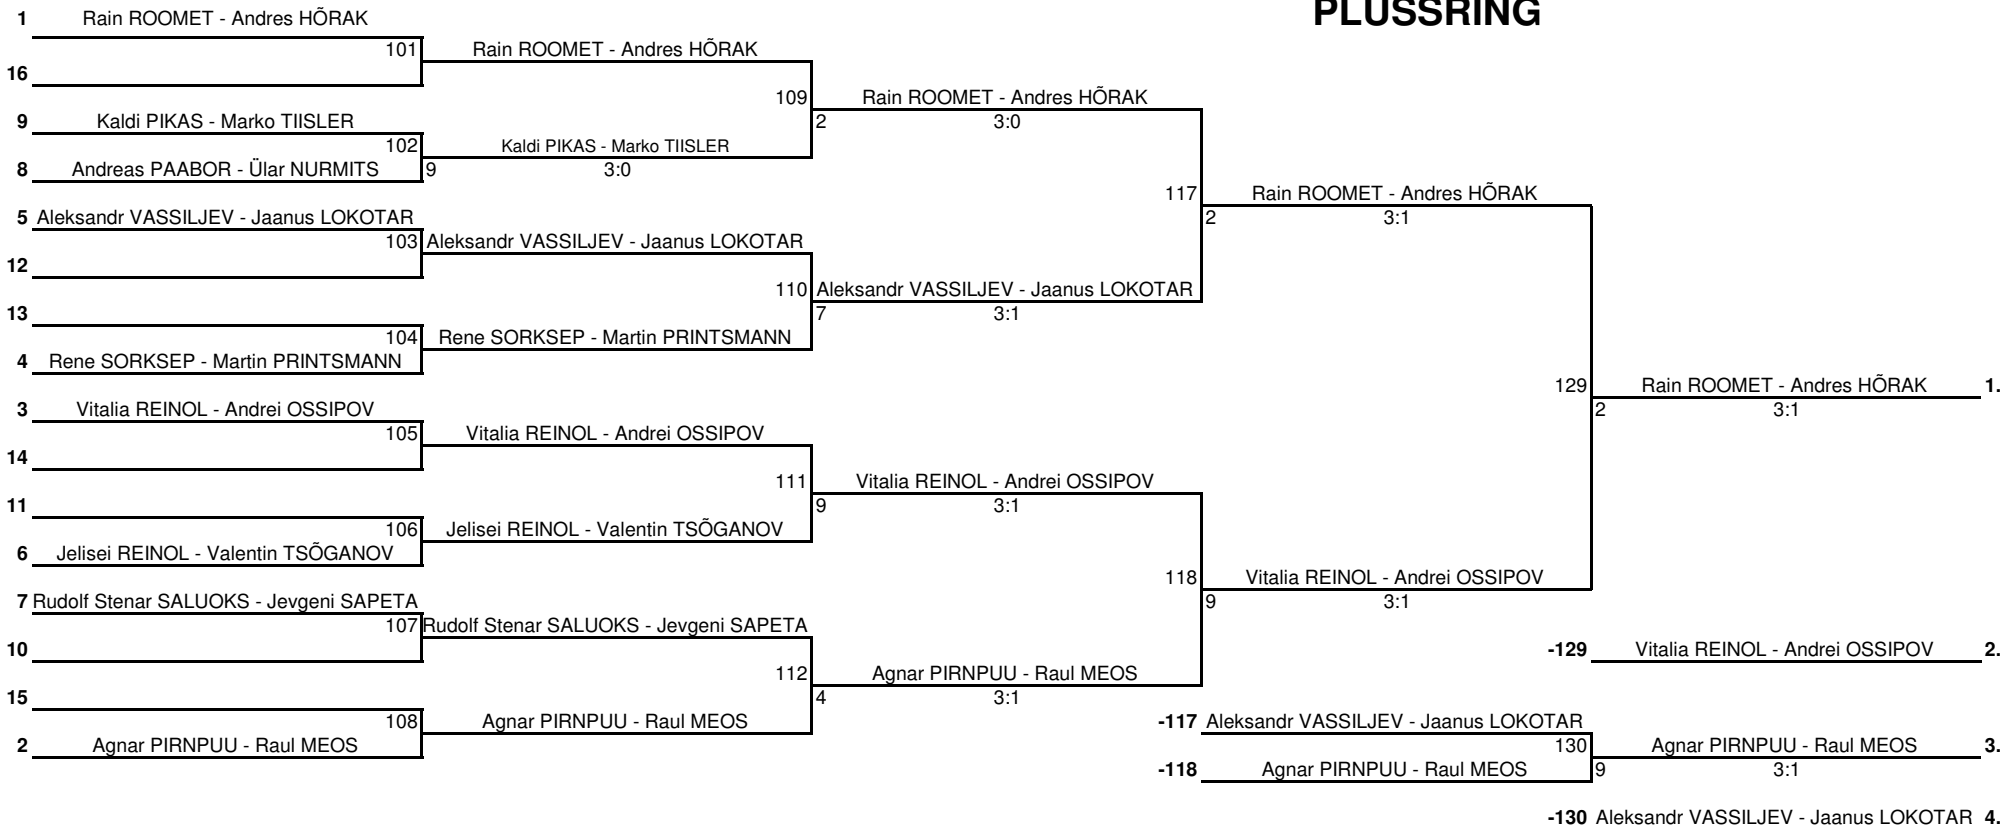 PLUSSRING
1 Rain ROOMET - Andres HÕRAK
101 Rain ROOMET - Andres HÕRAK
16
109 Rain ROOMET - Andres HÕRAK
9 Kaldi PIKAS - Marko TIISLER
2 3:0
102 Kaldi PIKAS - Marko TIISLER
8 Andreas PAABOR - Ülar NURMITS
9 3:0
117 Rain ROOMET - Andres HÕRAK
5 Aleksandr VASSILJEV - Jaanus LOKOTAR
2 3:1
103 Aleksandr VASSILJEV - Jaanus LOKOTAR
12
110 Aleksandr VASSILJEV - Jaanus LOKOTAR
13
7 3:1
104 Rene SORKSEP - Martin PRINTSMANN
4 Rene SORKSEP - Martin PRINTSMANN
129 Rain ROOMET - Andres HÕRAK 1.
3 Vitalia REINOL - Andrei OSSIPOV
2 3:1
105 Vitalia REINOL - Andrei OSSIPOV
14
111 Vitalia REINOL - Andrei OSSIPOV
11
9 3:1
106 Jelisei REINOL - Valentin TSÕGANOV
6 Jelisei REINOL - Valentin TSÕGANOV
118 Vitalia REINOL - Andrei OSSIPOV
7 Rudolf Stenar SALUOKS - Jevgeni SAPETA
9 3:1
107 Rudolf Stenar SALUOKS - Jevgeni SAPETA
10
-129 Vitalia REINOL - Andrei OSSIPOV 2.
112 Agnar PIRNPUU - Raul MEOS
15
4 3:1
108 Agnar PIRNPUU - Raul MEOS
-117 Aleksandr VASSILJEV - Jaanus LOKOTAR
2 Agnar PIRNPUU - Raul MEOS
130 Agnar PIRNPUU - Raul MEOS 3.
-118 Agnar PIRNPUU - Raul MEOS
9 3:1
-130 Aleksandr VASSILJEV - Jaanus LOKOTAR 4.